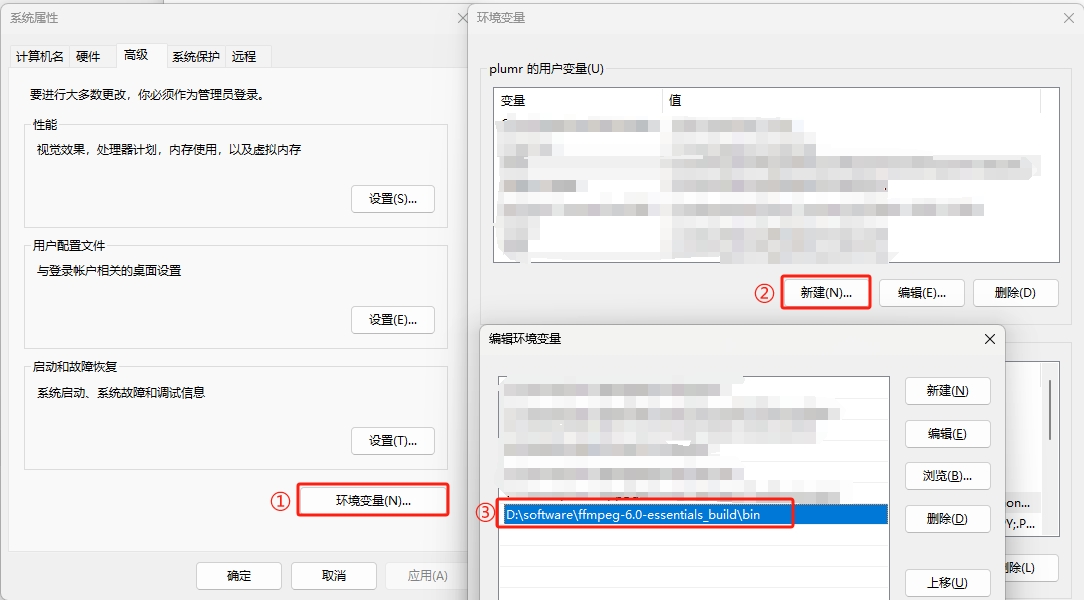 系统属性
计算机名 硬件 高级 系统保护 远程
要进行大多数更改，你必须作为管理员登录。
性能
视觉效果，处理器计划，内存使用，以及虚拟内存
设置(S)...
用户配置文件
与登录帐户相关的桌面设置
设置(E)...
启动和故障恢复
系统启动、系统故障和调试信息
设置(T)...
① 环境变量(N)...
确定 取消 应用(A)
环境变量
plumr 的用户变量(U)
变量 值
② 新建(N)... 编辑(E)... 删除(D)
编辑环境变量
新建(N)
编辑(E)
浏览(B)...
③ D:\software\ffmpeg-6.0-essentials_build\bin
删除(D)
上移(U)
on...
Y;.P...
除(L)